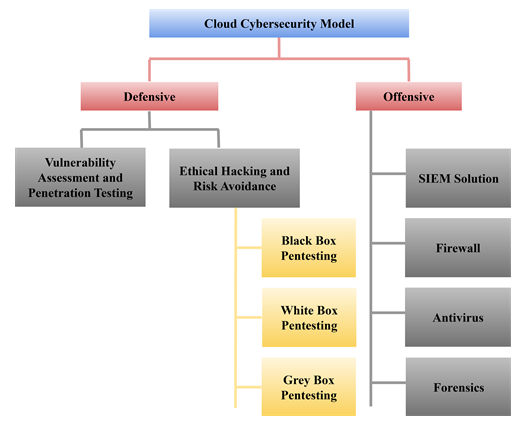 Cloud Cybersecurity Model
Defensive
Offensive
Vulnerability
Assessment and
Penetration Testing
Ethical Hacking and
Risk Avoidance
Black Box
Pentesting
White Box
Pentesting
Grey Box
Pentesting
SIEM Solution
Firewall
Antivirus
Forensics